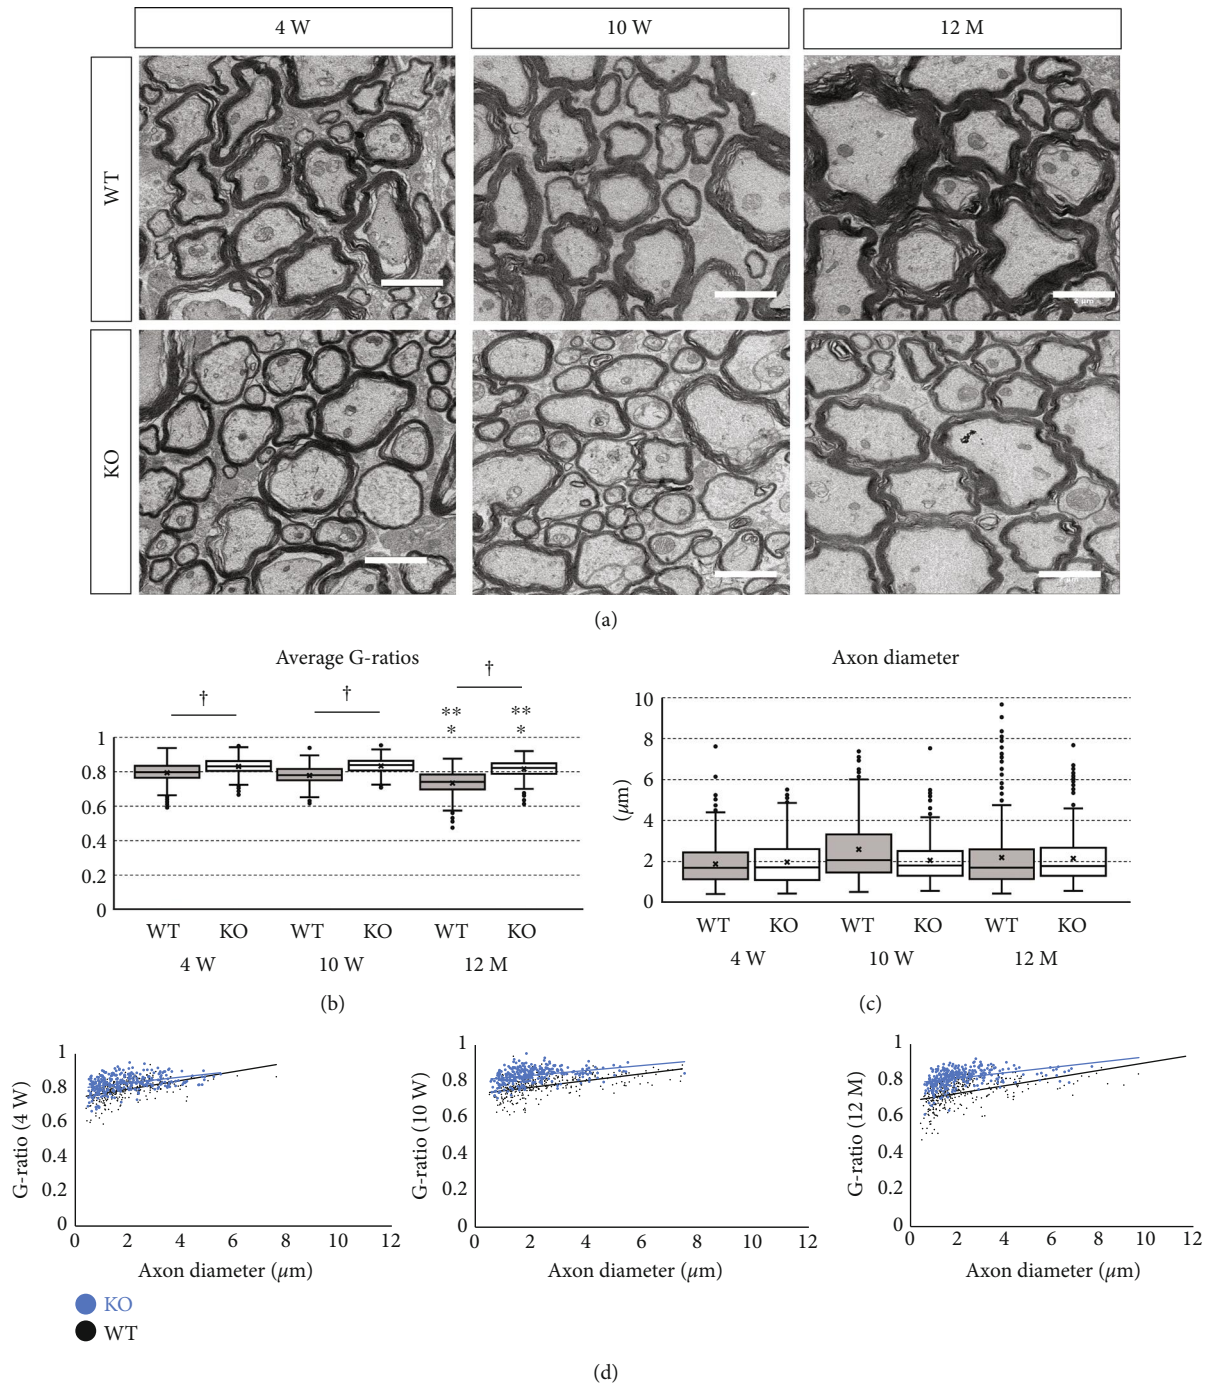 4 W 10 W 12 M
WT
KO
(a)
Average G-ratios
†
† †
** **
* *
1
0.8
0.6
0.4
0.2
0
WT KO WT KO WT KO
4 W 10 W 12 M
(b)
Axon diameter
10
8
6
4
2
0
(μm)
WT KO WT KO WT KO
4 W 10 W 12 M
(c)
G-ratio (4 W)
1
0.8
0.6
0.4
0.2
0
0 2 4 6 8 10 12
Axon diameter (μm)
G-ratio (10 W)
1
0.8
0.6
0.4
0.2
0
0 2 4 6 8 10 12
Axon diameter (μm)
G-ratio (12 M)
1
0.8
0.6
0.4
0.2
0
0 2 4 6 8 10 12
Axon diameter (μm)
KO
WT
(d)